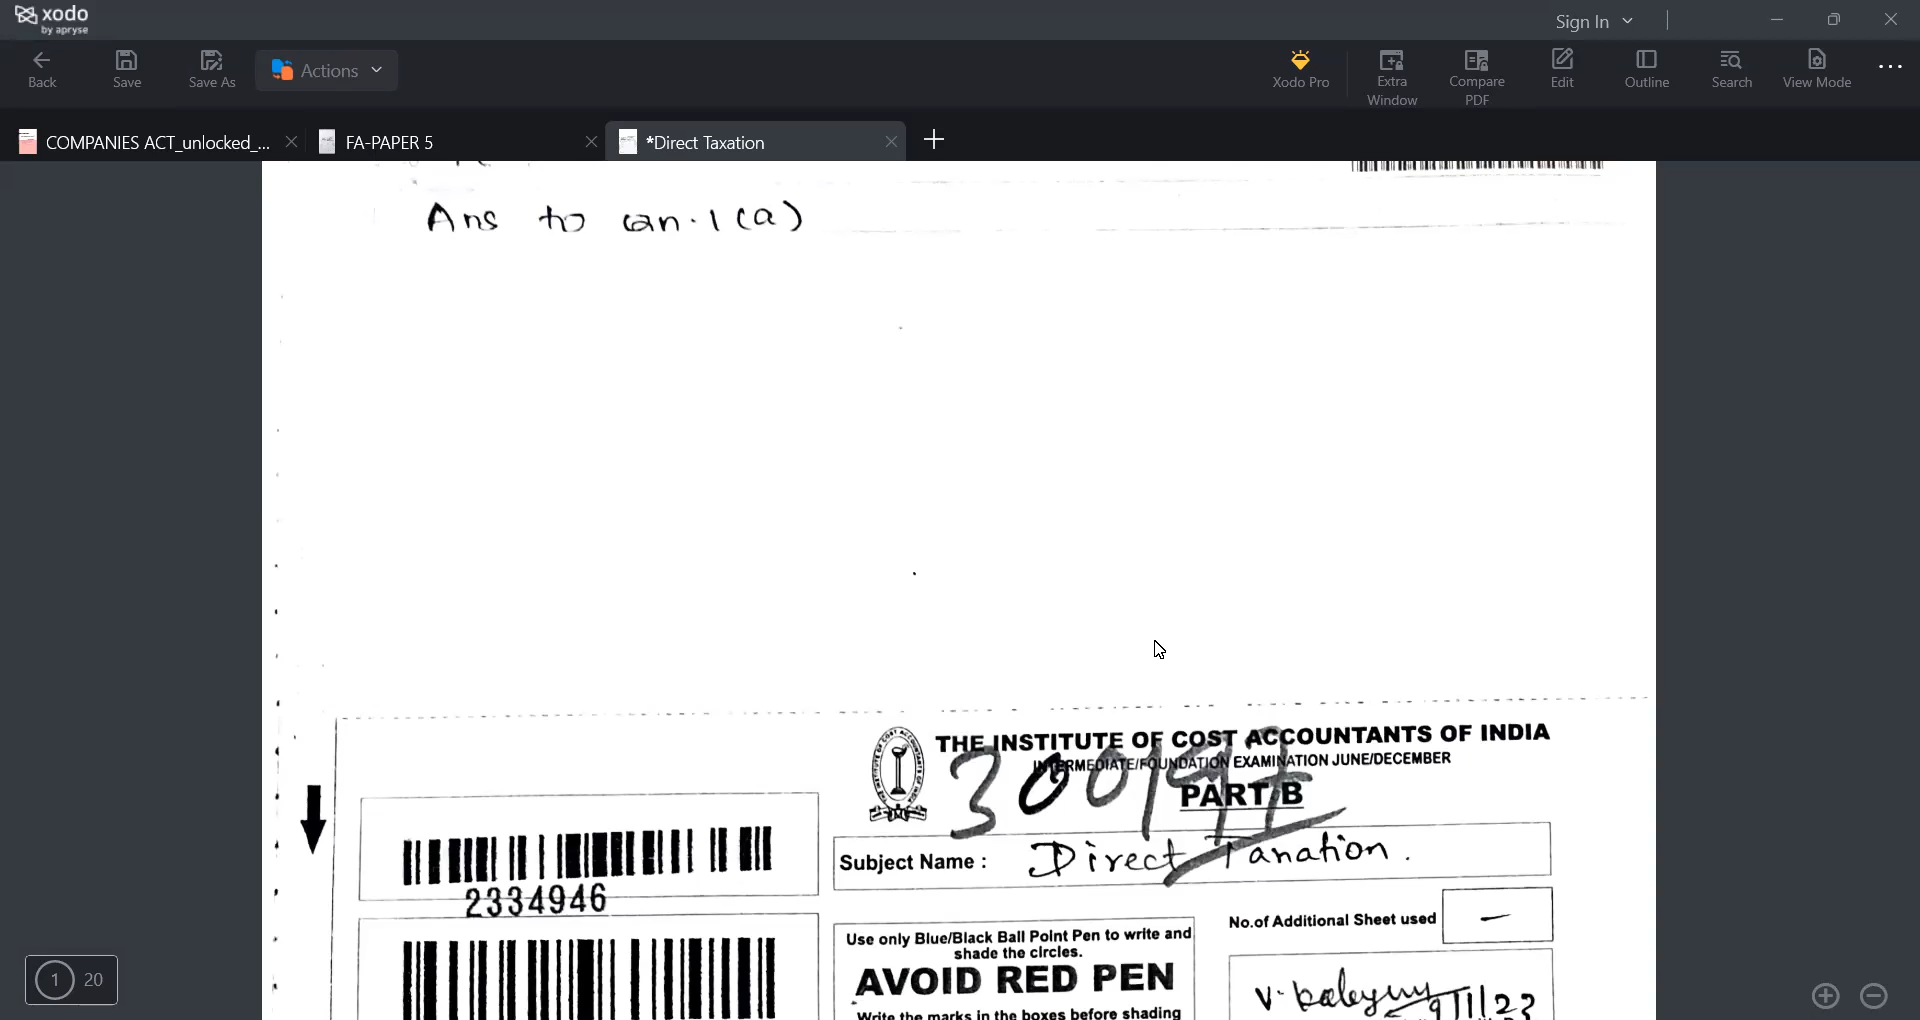 xodo
by apryse
Sign In
Back
Save
Save As
Actions
Xodo Pro
Extra Window
Compare PDF
Edit
Outline
Search
View Mode
...
COMPANIES ACT_unlocked_...
FA-PAPER 5
*Direct Taxation
Ans to Qn.1(a)
THE INSTITUTE OF COST ACCOUNTANTS OF INDIA
INTERMEDIATE/FOUNDATION EXAMINATION JUNE/DECEMBER
PART B
Subject Name : Direct Taxation.
2334946
No.of Additional Sheet used —
Use only Blue/Black Ball Point Pen to write and
shade the circles.
AVOID RED PEN
Write the marks in the boxes before shading
1 20